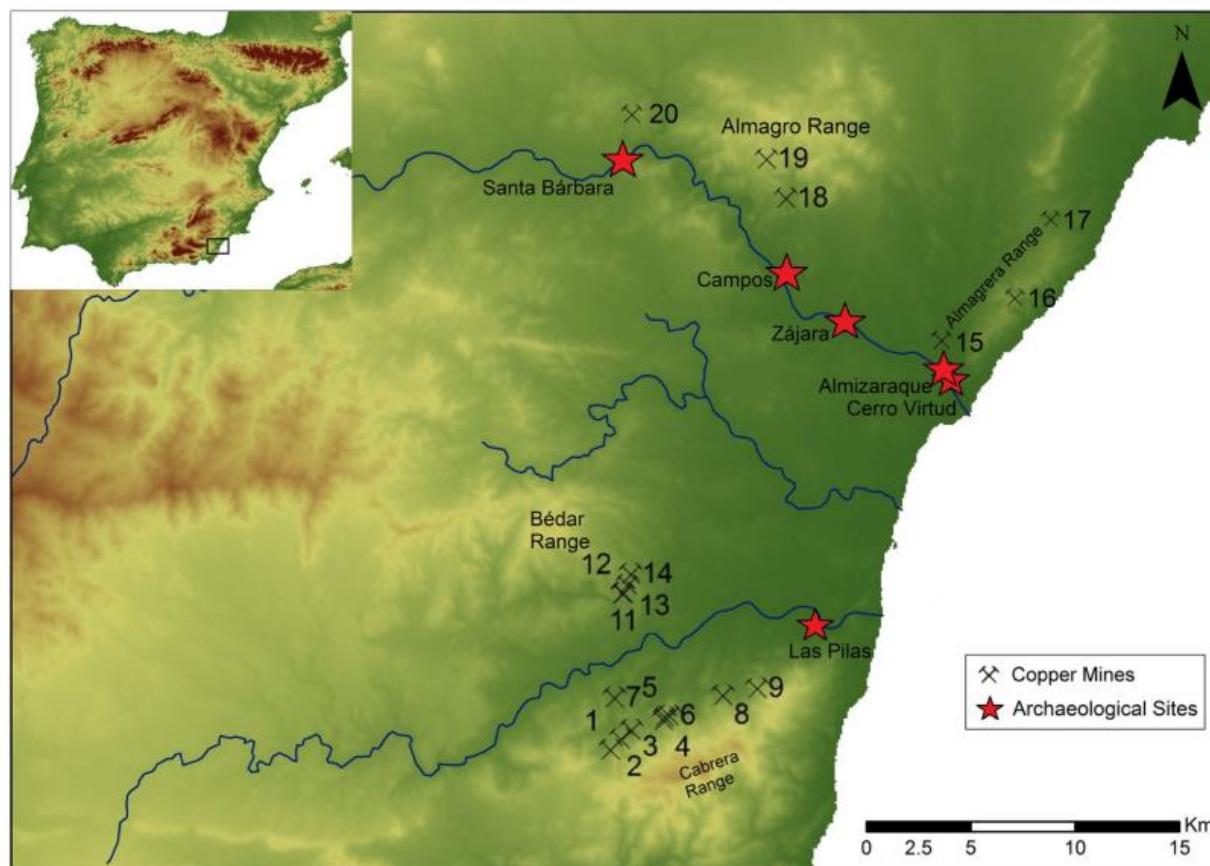 N
20
Almagro Range
19
Santa Bárbara
18
17
Campos
Almagrera Range
16
Zájara
15
Almizaraque
Cerro Virtud
Bédar
Range
12
14
13
11
Las Pilas
5
7
9
1
6
8
3
4
2
Cabrera
Range
Copper Mines
Archaeological Sites
Km
0 2.5 5 10 15